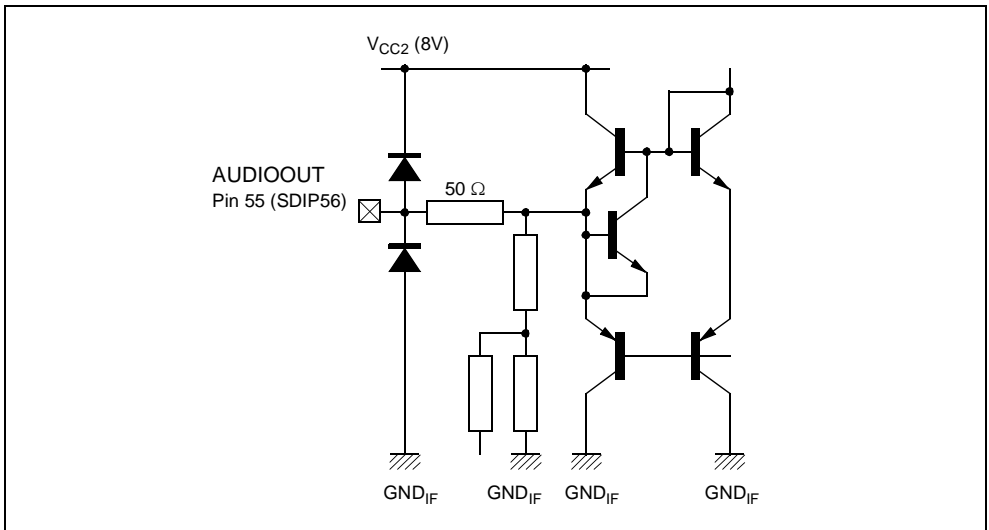 VCC2 (8V)
AUDIOOUT
Pin 55 (SDIP56)
50 Ω
GNDIF
GNDIF
GNDIF
GNDIF